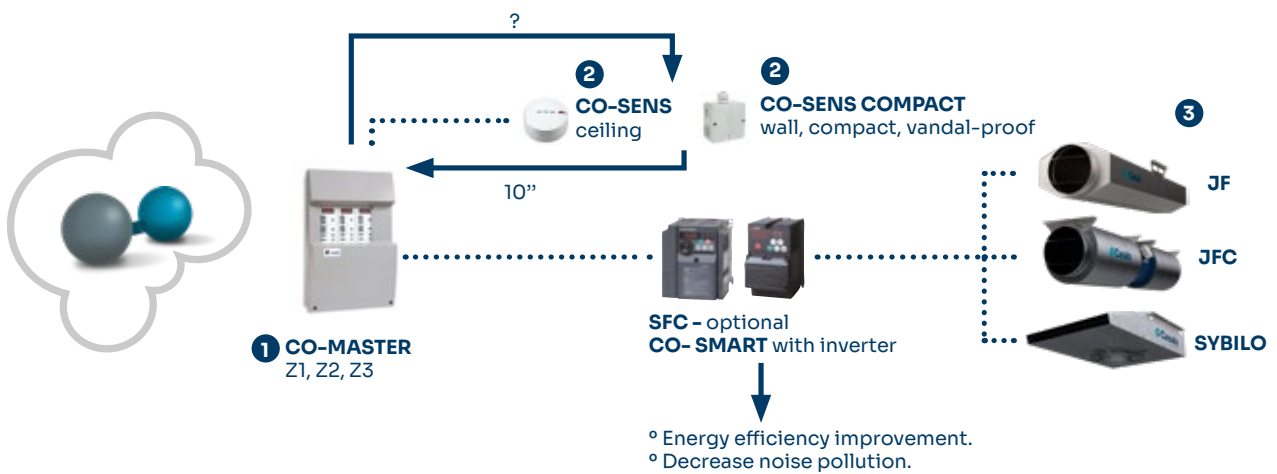 ?
2
CO-SENS
ceiling
2
CO-SENS COMPACT
wall, compact, vandal-proof
10’’
1 CO-MASTER
Z1, Z2, Z3
SFC - optional
CO- SMART with inverter
º Energy efficiency improvement.
º Decrease noise pollution.
3
JF
JFC
SYBILO